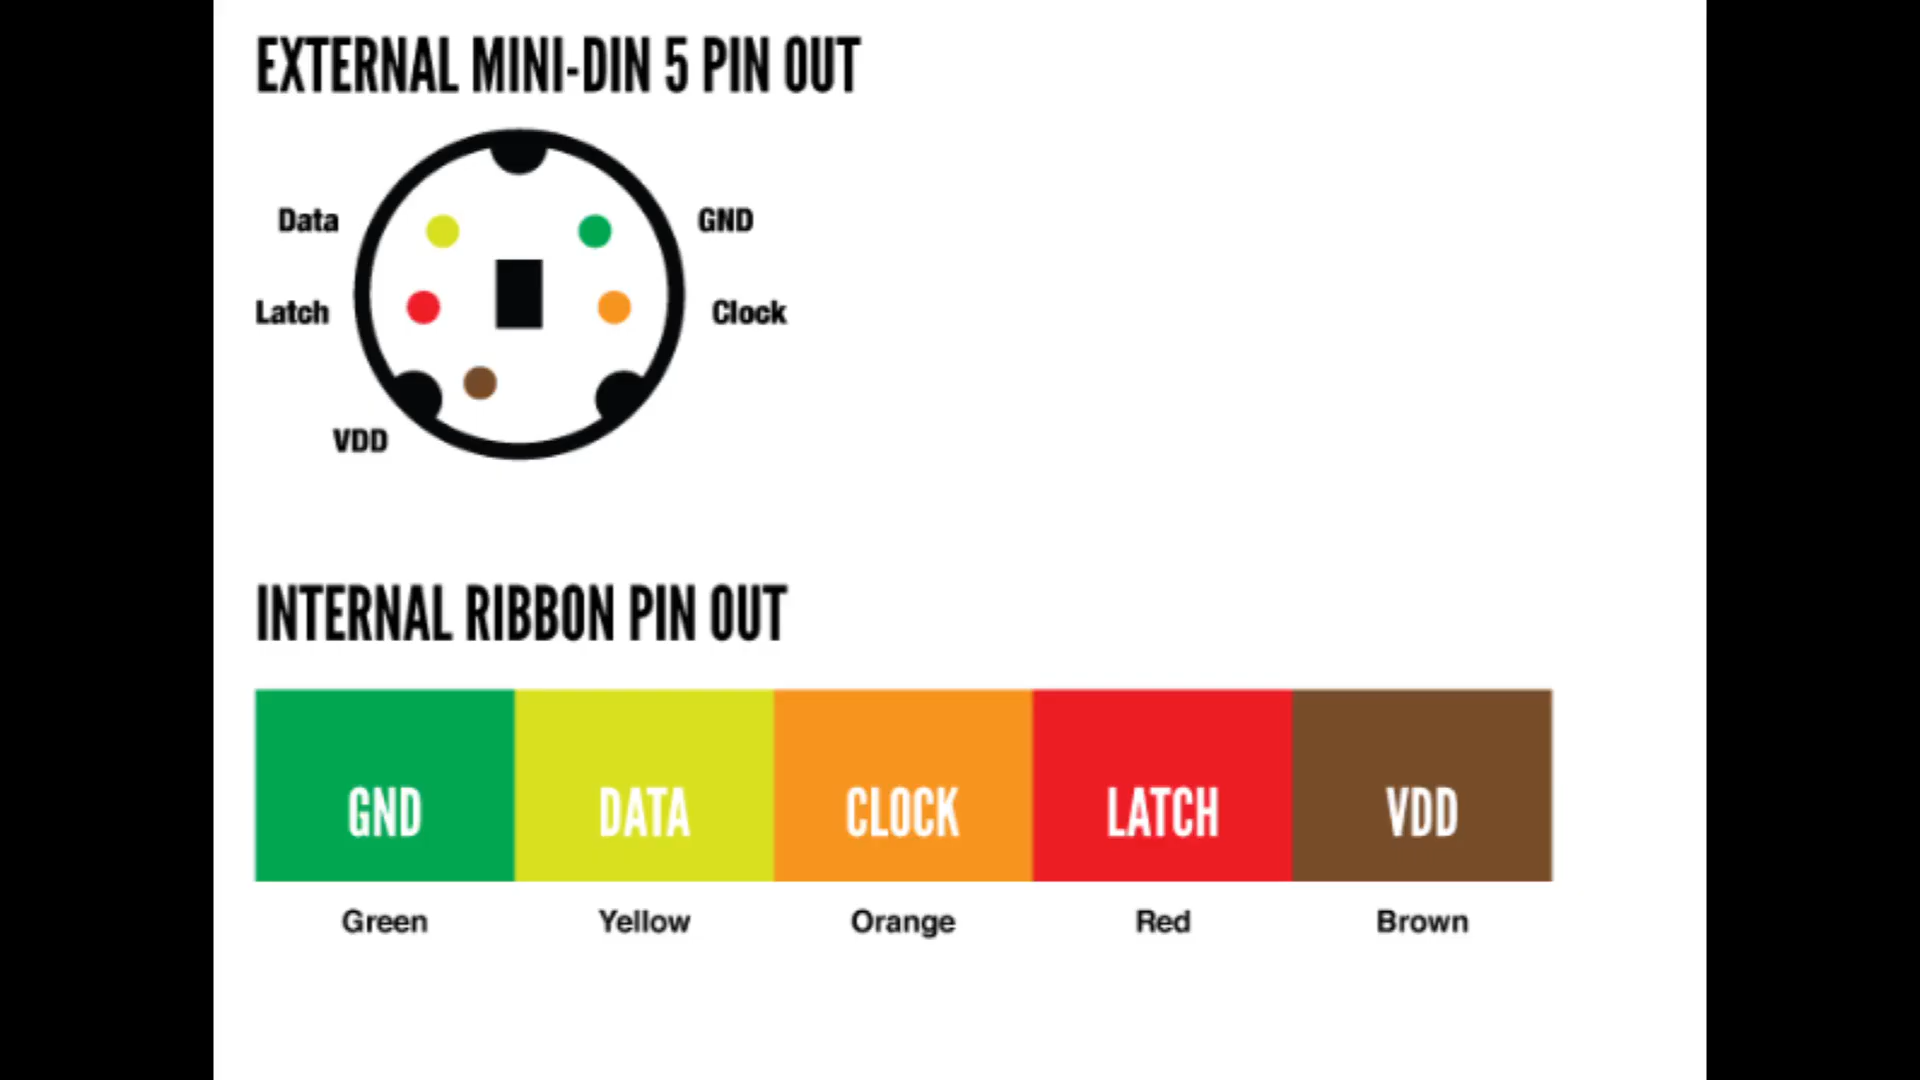 EXTERNAL MINI-DIN 5 PIN OUT
Data
GND
Latch
Clock
VDD
INTERNAL RIBBON PIN OUT
GND DATA CLOCK LATCH VDD
Green Yellow Orange Red Brown